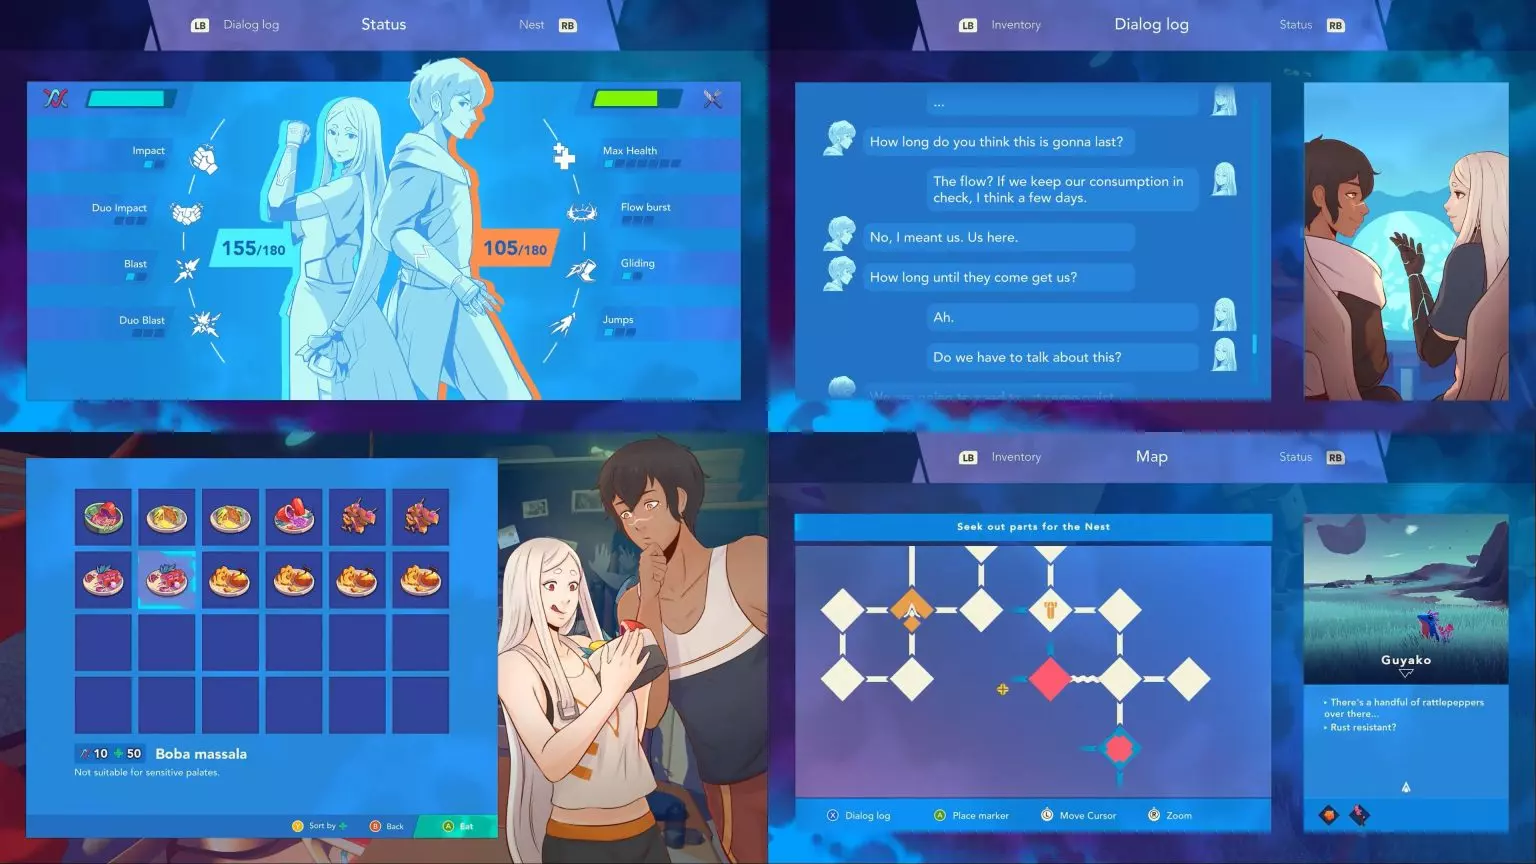 LB Dialog log Status Nest RB
Impact
Duo Impact
Blast
Duo Blast
155/180
105/180
Max Health
Flow burst
Gliding
Jumps
LB Inventory Dialog log Status RB
...
How long do you think this is gonna last?
The flow? If we keep our consumption in
check, I think a few days.
No, I meant us. Us here.
How long until they come get us?
Ah.
Do we have to talk about this?
10 + 50 Boba massala
Not suitable for sensitive palates.
Y Sort by + B Back A Eat
LB Inventory Map Status RB
Seek out parts for the Nest
X Dialog log A Place marker L Move Cursor R Zoom
Guyako
There's a handful of rattlepeppers
over there...
Rust resistant?